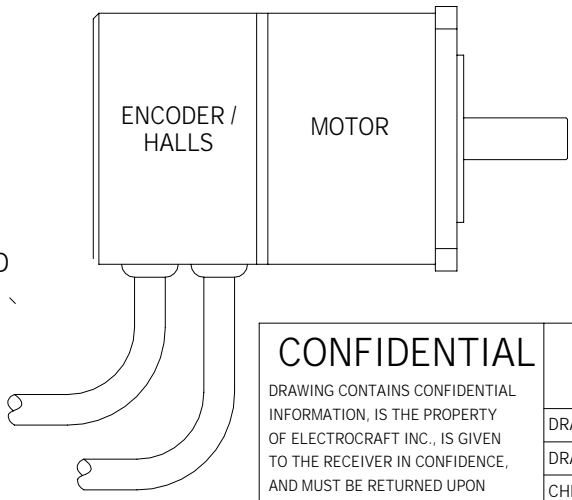 ENCODER /
HALLS
MOTOR
CONFIDENTIAL
DRAWING CONTAINS CONFIDENTIAL
INFORMATION, IS THE PROPERTY
OF ELECTROCRAFT INC., IS GIVEN
TO THE RECEIVER IN CONFIDENCE,
AND MUST BE RETURNED UPON